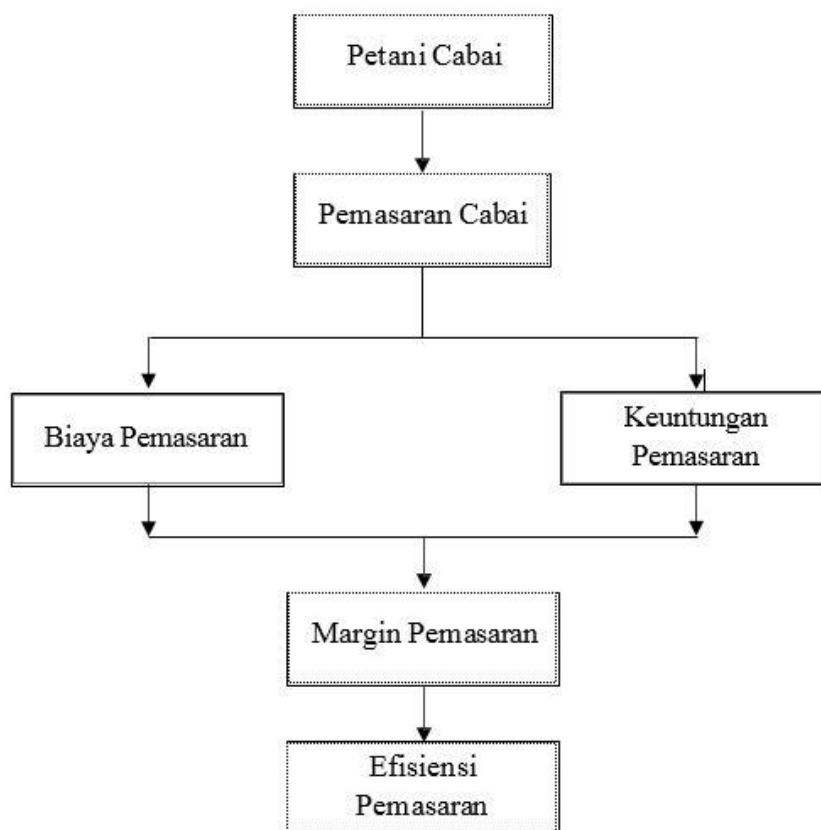 Petani Cabai
Pemasaran Cabai
Biaya Pemasaran
Keuntungan
Pemasaran
Margin Pemasaran
Efisiensi
Pemasaran